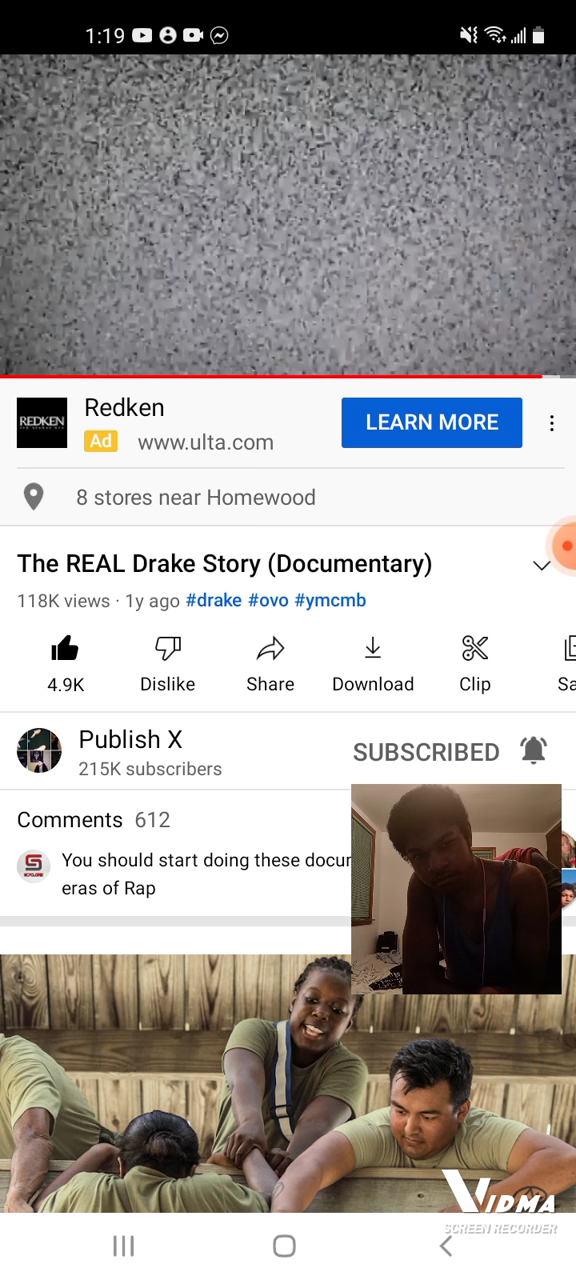 1:19
REDKEN
Redken
Ad www.ulta.com
LEARN MORE
8 stores near Homewood
The REAL Drake Story (Documentary)
118K views · 1y ago #drake #ovo #ymcmb
4.9K Dislike Share Download Clip Sa
Publish X
215K subscribers
SUBSCRIBED
Comments 612
You should start doing these docur
eras of Rap
VIDMA
SCREEN RECORDER